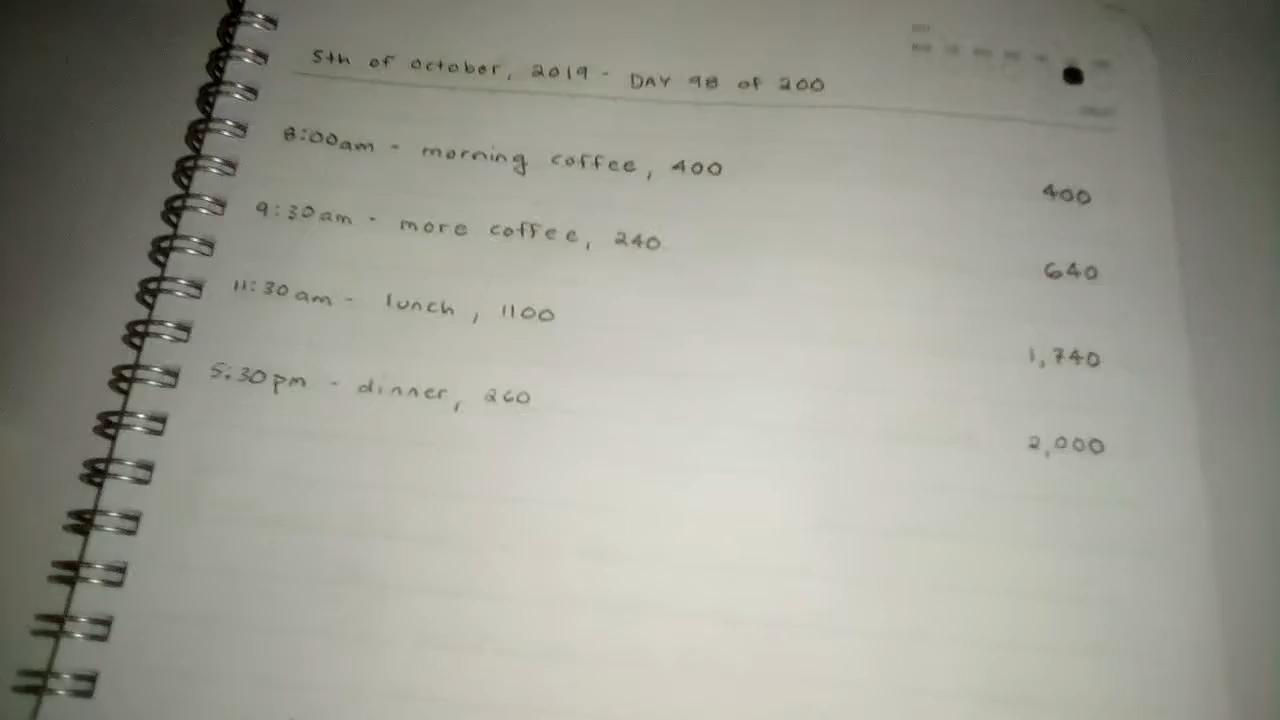 5th of october, 2019 - DAY 98 of 200
8:00am - morning coffee, 400
400
9:30am - more coffee, 240
640
11:30am - lunch, 1100
1,740
5:30pm - dinner, 260
2,000